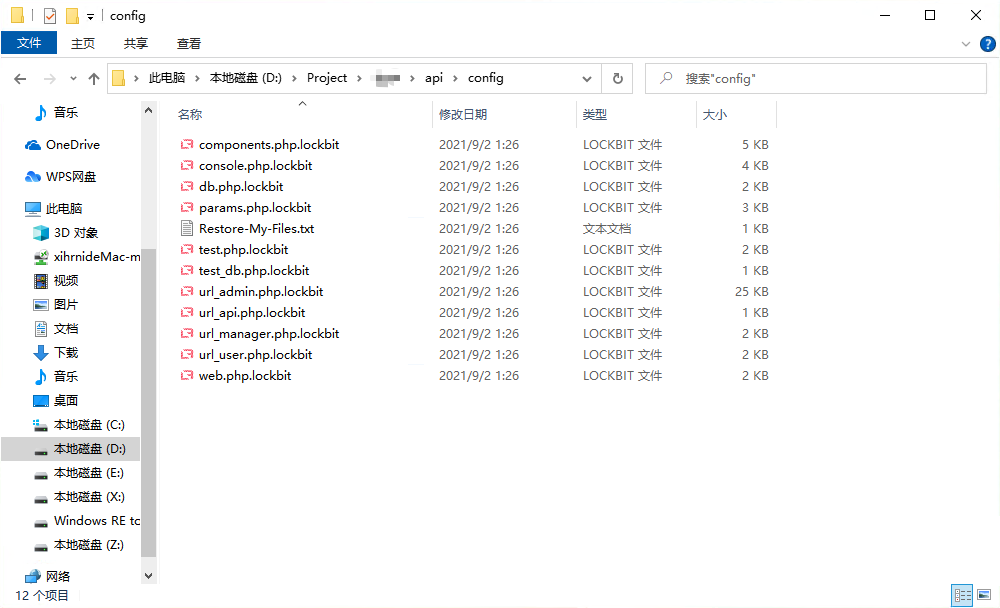 config
文件 主页 共享 查看
此电脑 本地磁盘 (D:) Project api config 搜索"config"
音乐
OneDrive
WPS网盘
此电脑
3D 对象
xihrnideMac-m
视频
图片
文档
下载
音乐
桌面
本地磁盘 (C:)
本地磁盘 (D:)
本地磁盘 (E:)
本地磁盘 (X:)
Windows RE to
本地磁盘 (Z:)
网络
名称 修改日期 类型 大小
components.php.lockbit 2021/9/2 1:26 LOCKBIT 文件 5 KB
console.php.lockbit 2021/9/2 1:26 LOCKBIT 文件 4 KB
db.php.lockbit 2021/9/2 1:26 LOCKBIT 文件 2 KB
params.php.lockbit 2021/9/2 1:26 LOCKBIT 文件 3 KB
Restore-My-Files.txt 2021/9/2 1:26 文本文档 1 KB
test.php.lockbit 2021/9/2 1:26 LOCKBIT 文件 2 KB
test_db.php.lockbit 2021/9/2 1:26 LOCKBIT 文件 1 KB
url_admin.php.lockbit 2021/9/2 1:26 LOCKBIT 文件 25 KB
url_api.php.lockbit 2021/9/2 1:26 LOCKBIT 文件 1 KB
url_manager.php.lockbit 2021/9/2 1:26 LOCKBIT 文件 2 KB
url_user.php.lockbit 2021/9/2 1:26 LOCKBIT 文件 2 KB
web.php.lockbit 2021/9/2 1:26 LOCKBIT 文件 2 KB
12 个项目